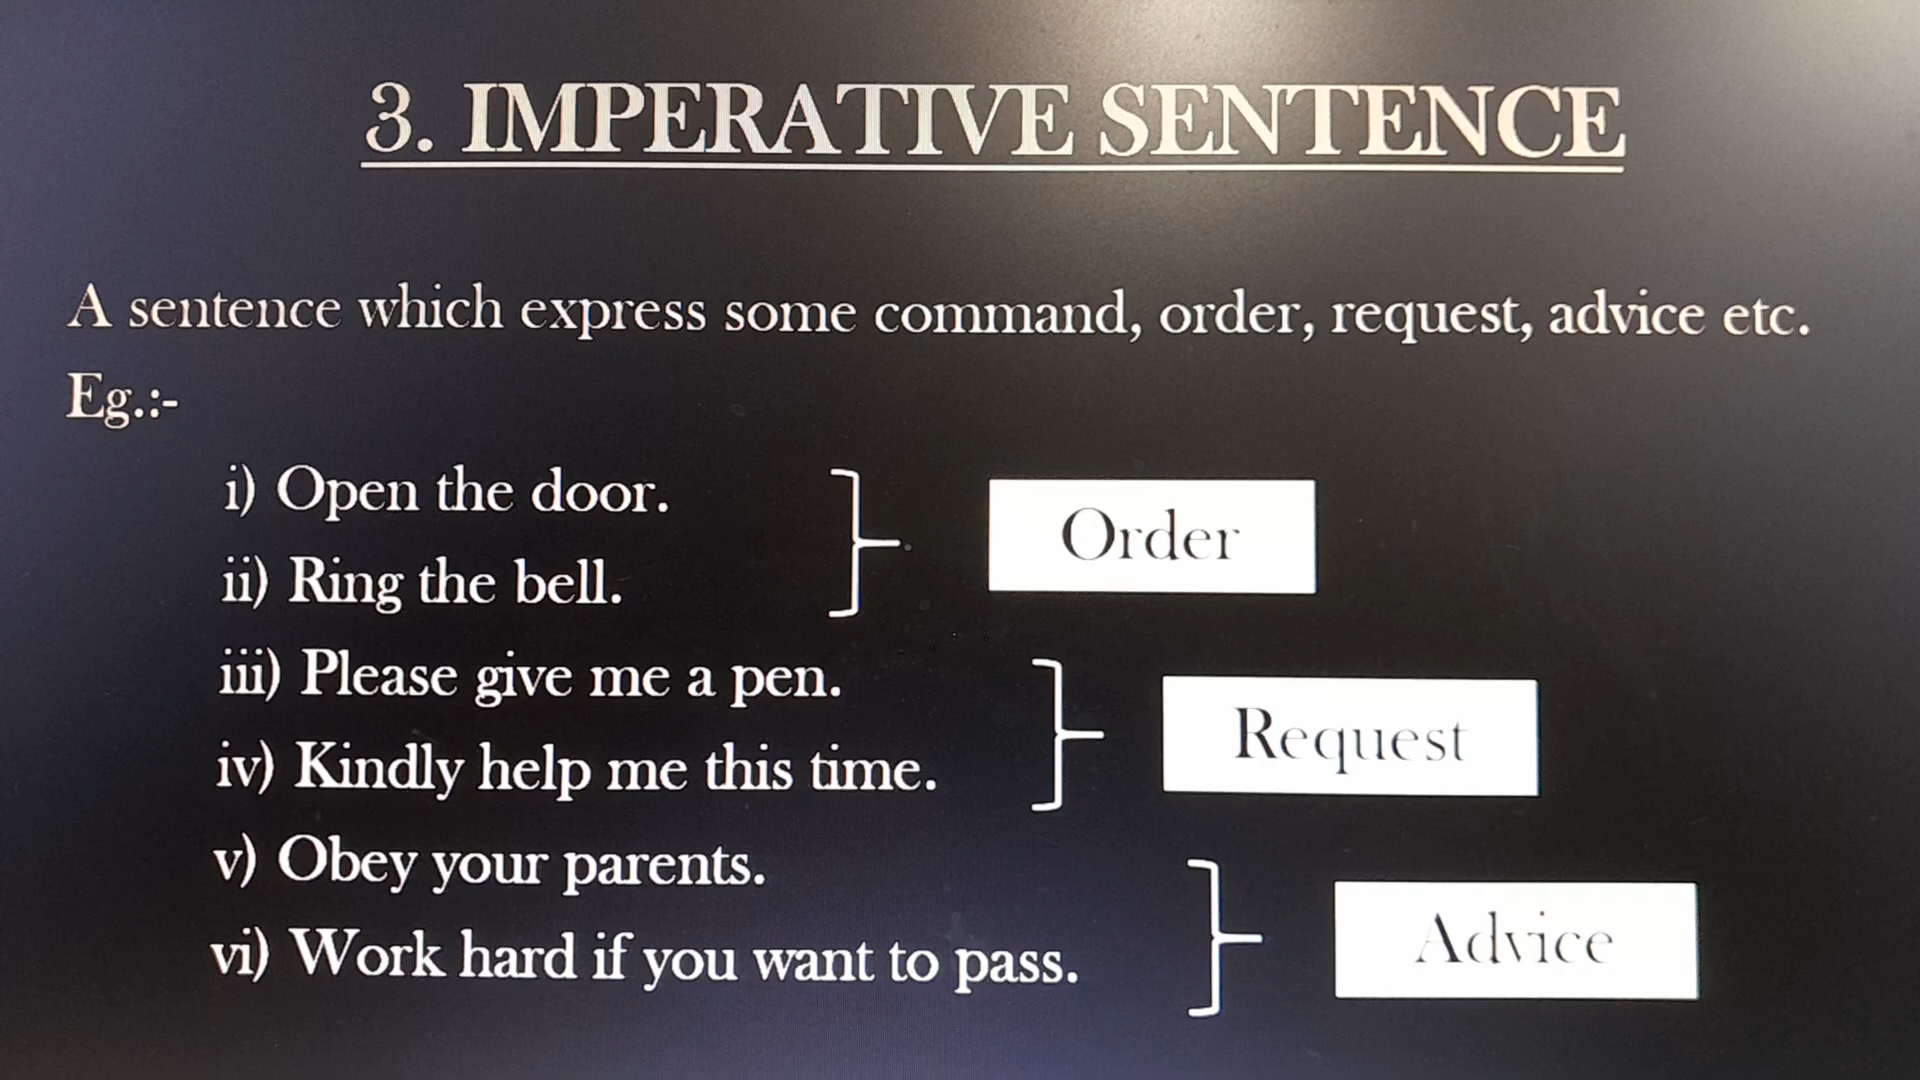 3. IMPERATIVE SENTENCE
A sentence which express some command, order, request, advice etc.
Eg.:-
i) Open the door.
ii) Ring the bell.
Order
iii) Please give me a pen.
iv) Kindly help me this time.
Request
v) Obey your parents.
vi) Work hard if you want to pass.
Advice